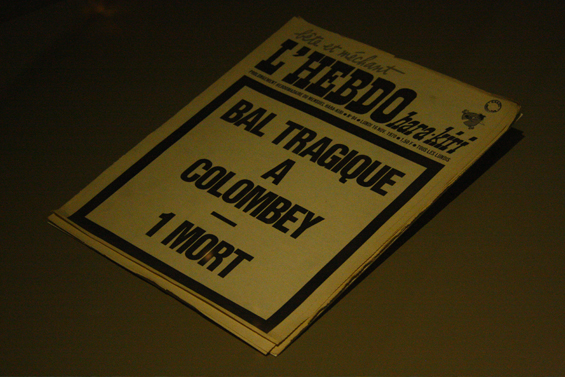 bête et méchant
L'HEBDO
hara kiri
BAL TRAGIQUE
A
COLOMBEY
—
1 MORT